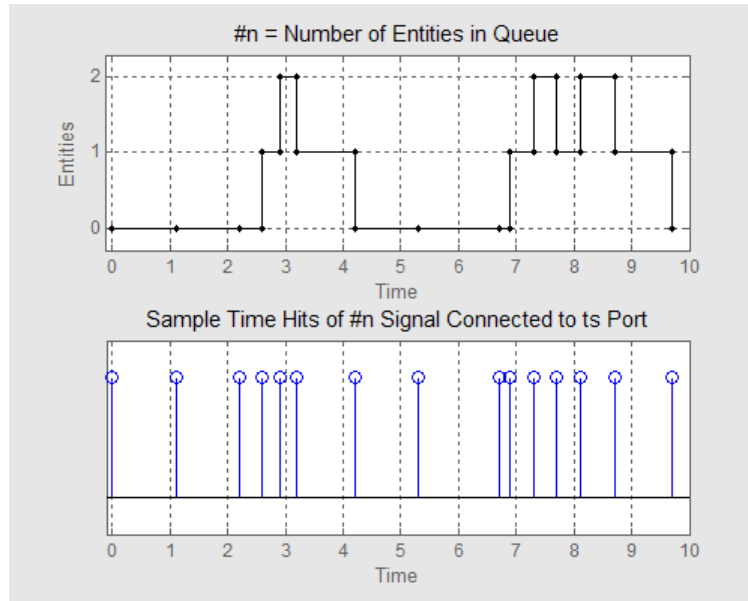 #n = Number of Entities in Queue
2
1
0
Entities
0 1 2 3 4 5 6 7 8 9 10
Time
Sample Time Hits of #n Signal Connected to ts Port
0 1 2 3 4 5 6 7 8 9 10
Time